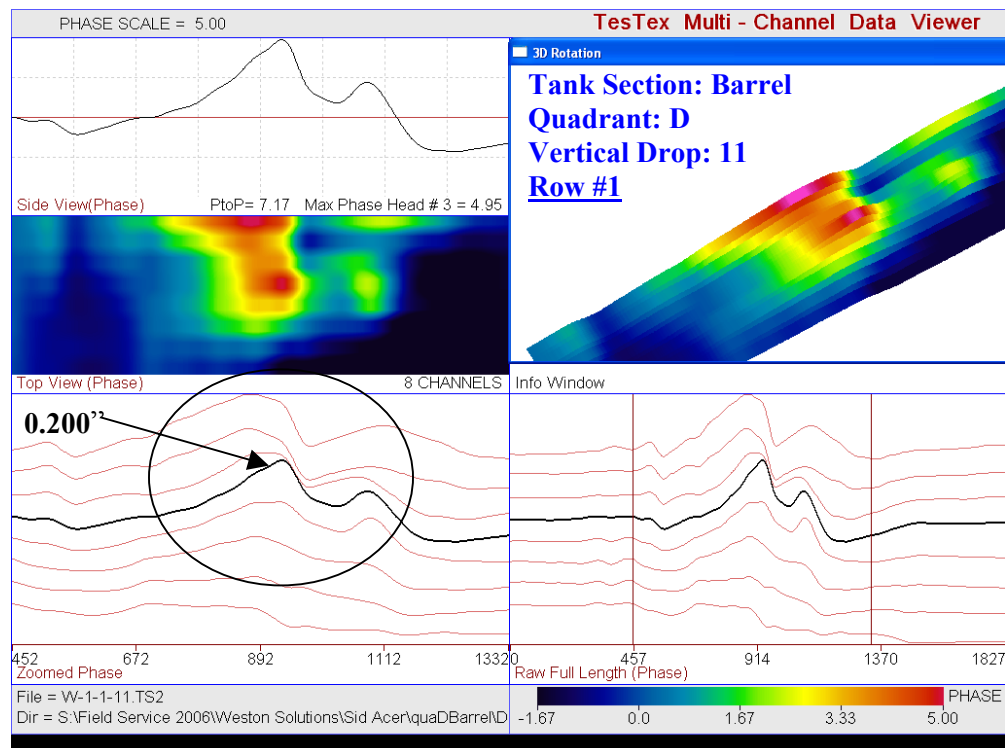 PHASE SCALE = 5.00
TesTex Multi - Channel Data Viewer
3D Rotation
Tank Section: Barrel
Quadrant: D
Vertical Drop: 11
Row #1
Side View(Phase) PtoP= 7.17 Max Phase Head # 3 = 4.95
Top View (Phase) 8 CHANNELS
Info Window
0.200”
452 672 892 1112 1332
Zoomed Phase
0 457 914 1370 1827
Raw Full Length (Phase)
File = W-1-1-11.TS2
Dir = S:\Field Service 2006\Weston Solutions\Sid Acer\quaDBarrel\D
PHASE
-1.67 0.0 1.67 3.33 5.00